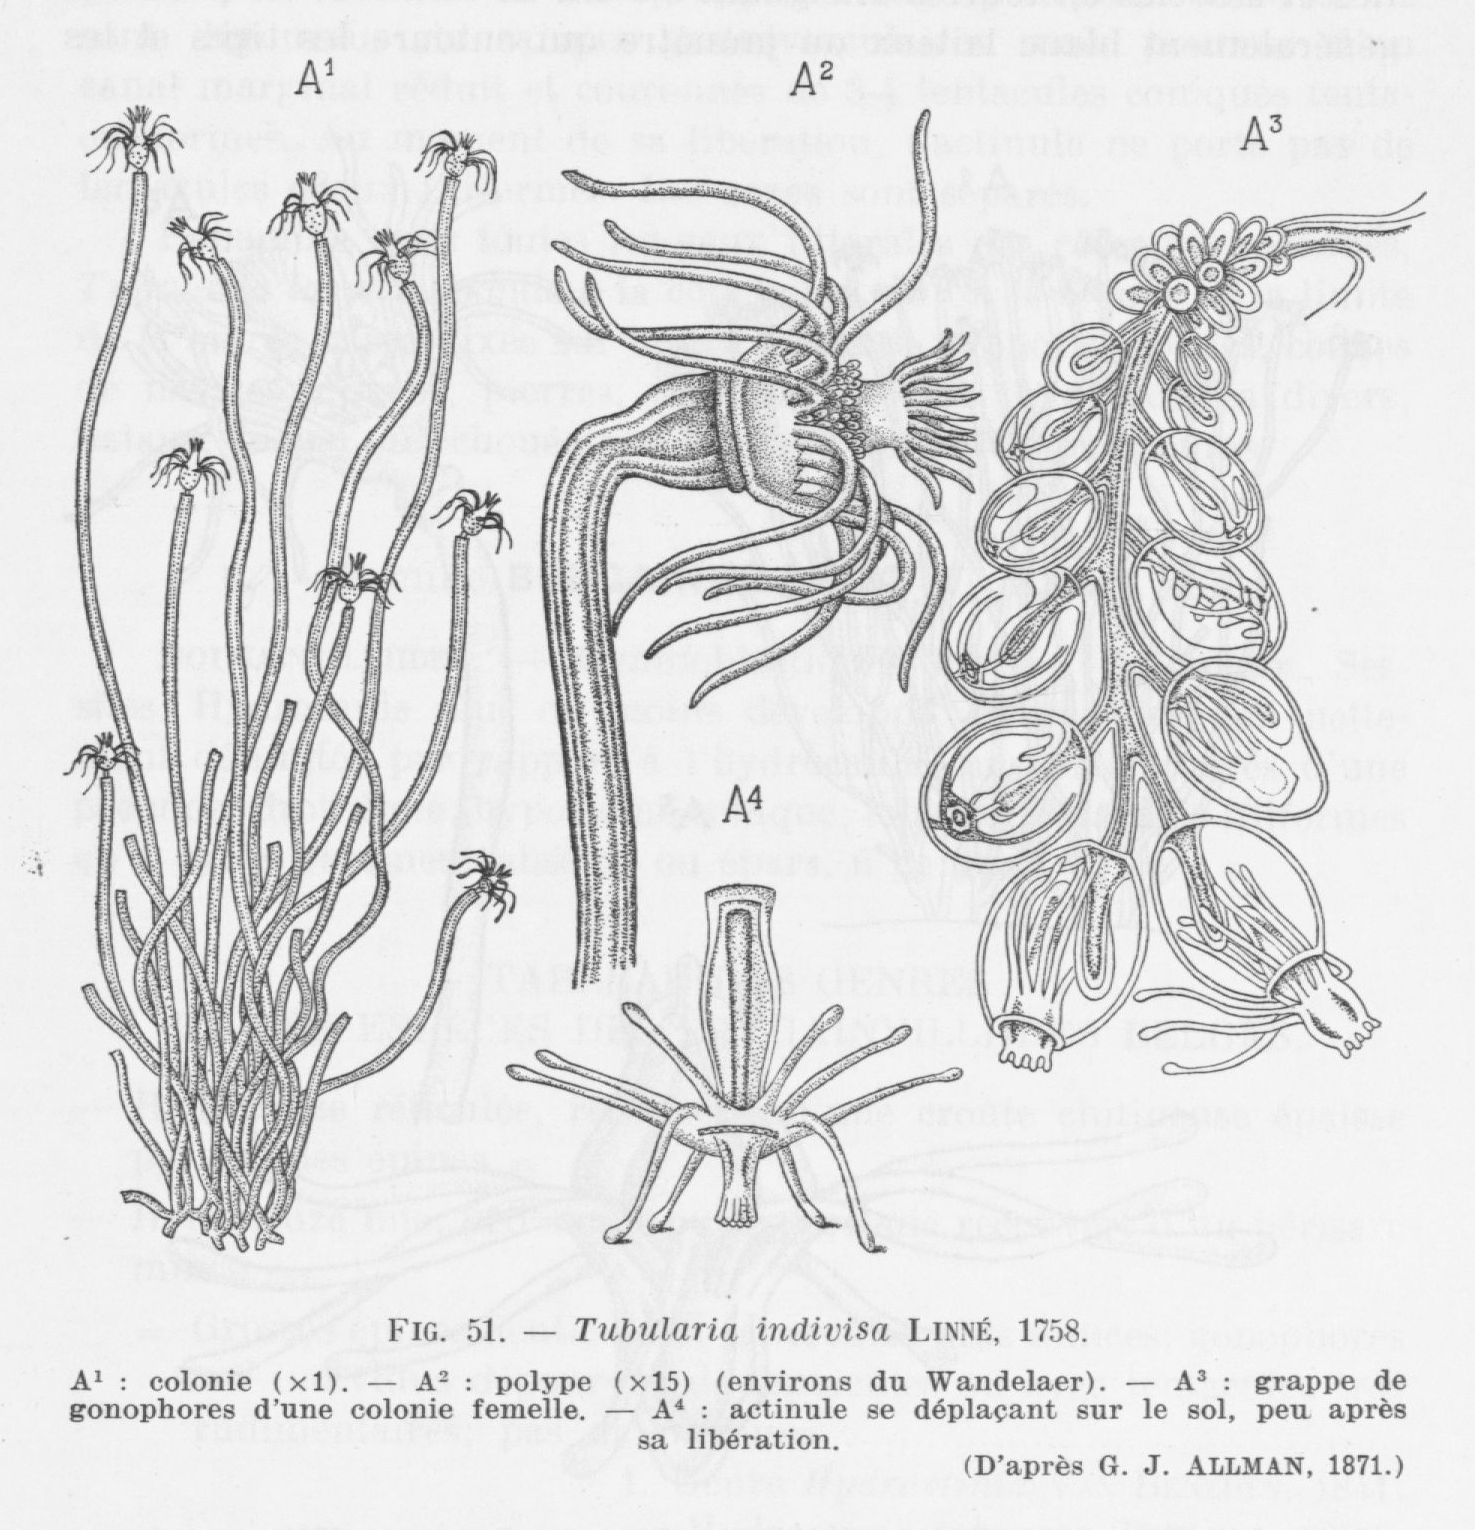 A¹
A²
A³
A⁴
FIG. 51. — Tubularia indivisa LINNÉ, 1758.
A¹ : colonie (×1). — A² : polype (×15) (environs du Wandelaer). — A³ : grappe de
gonophores d'une colonie femelle. — A⁴ : actinule se déplaçant sur le sol, peu après
sa libération.
(D'après G. J. ALLMAN, 1871.)